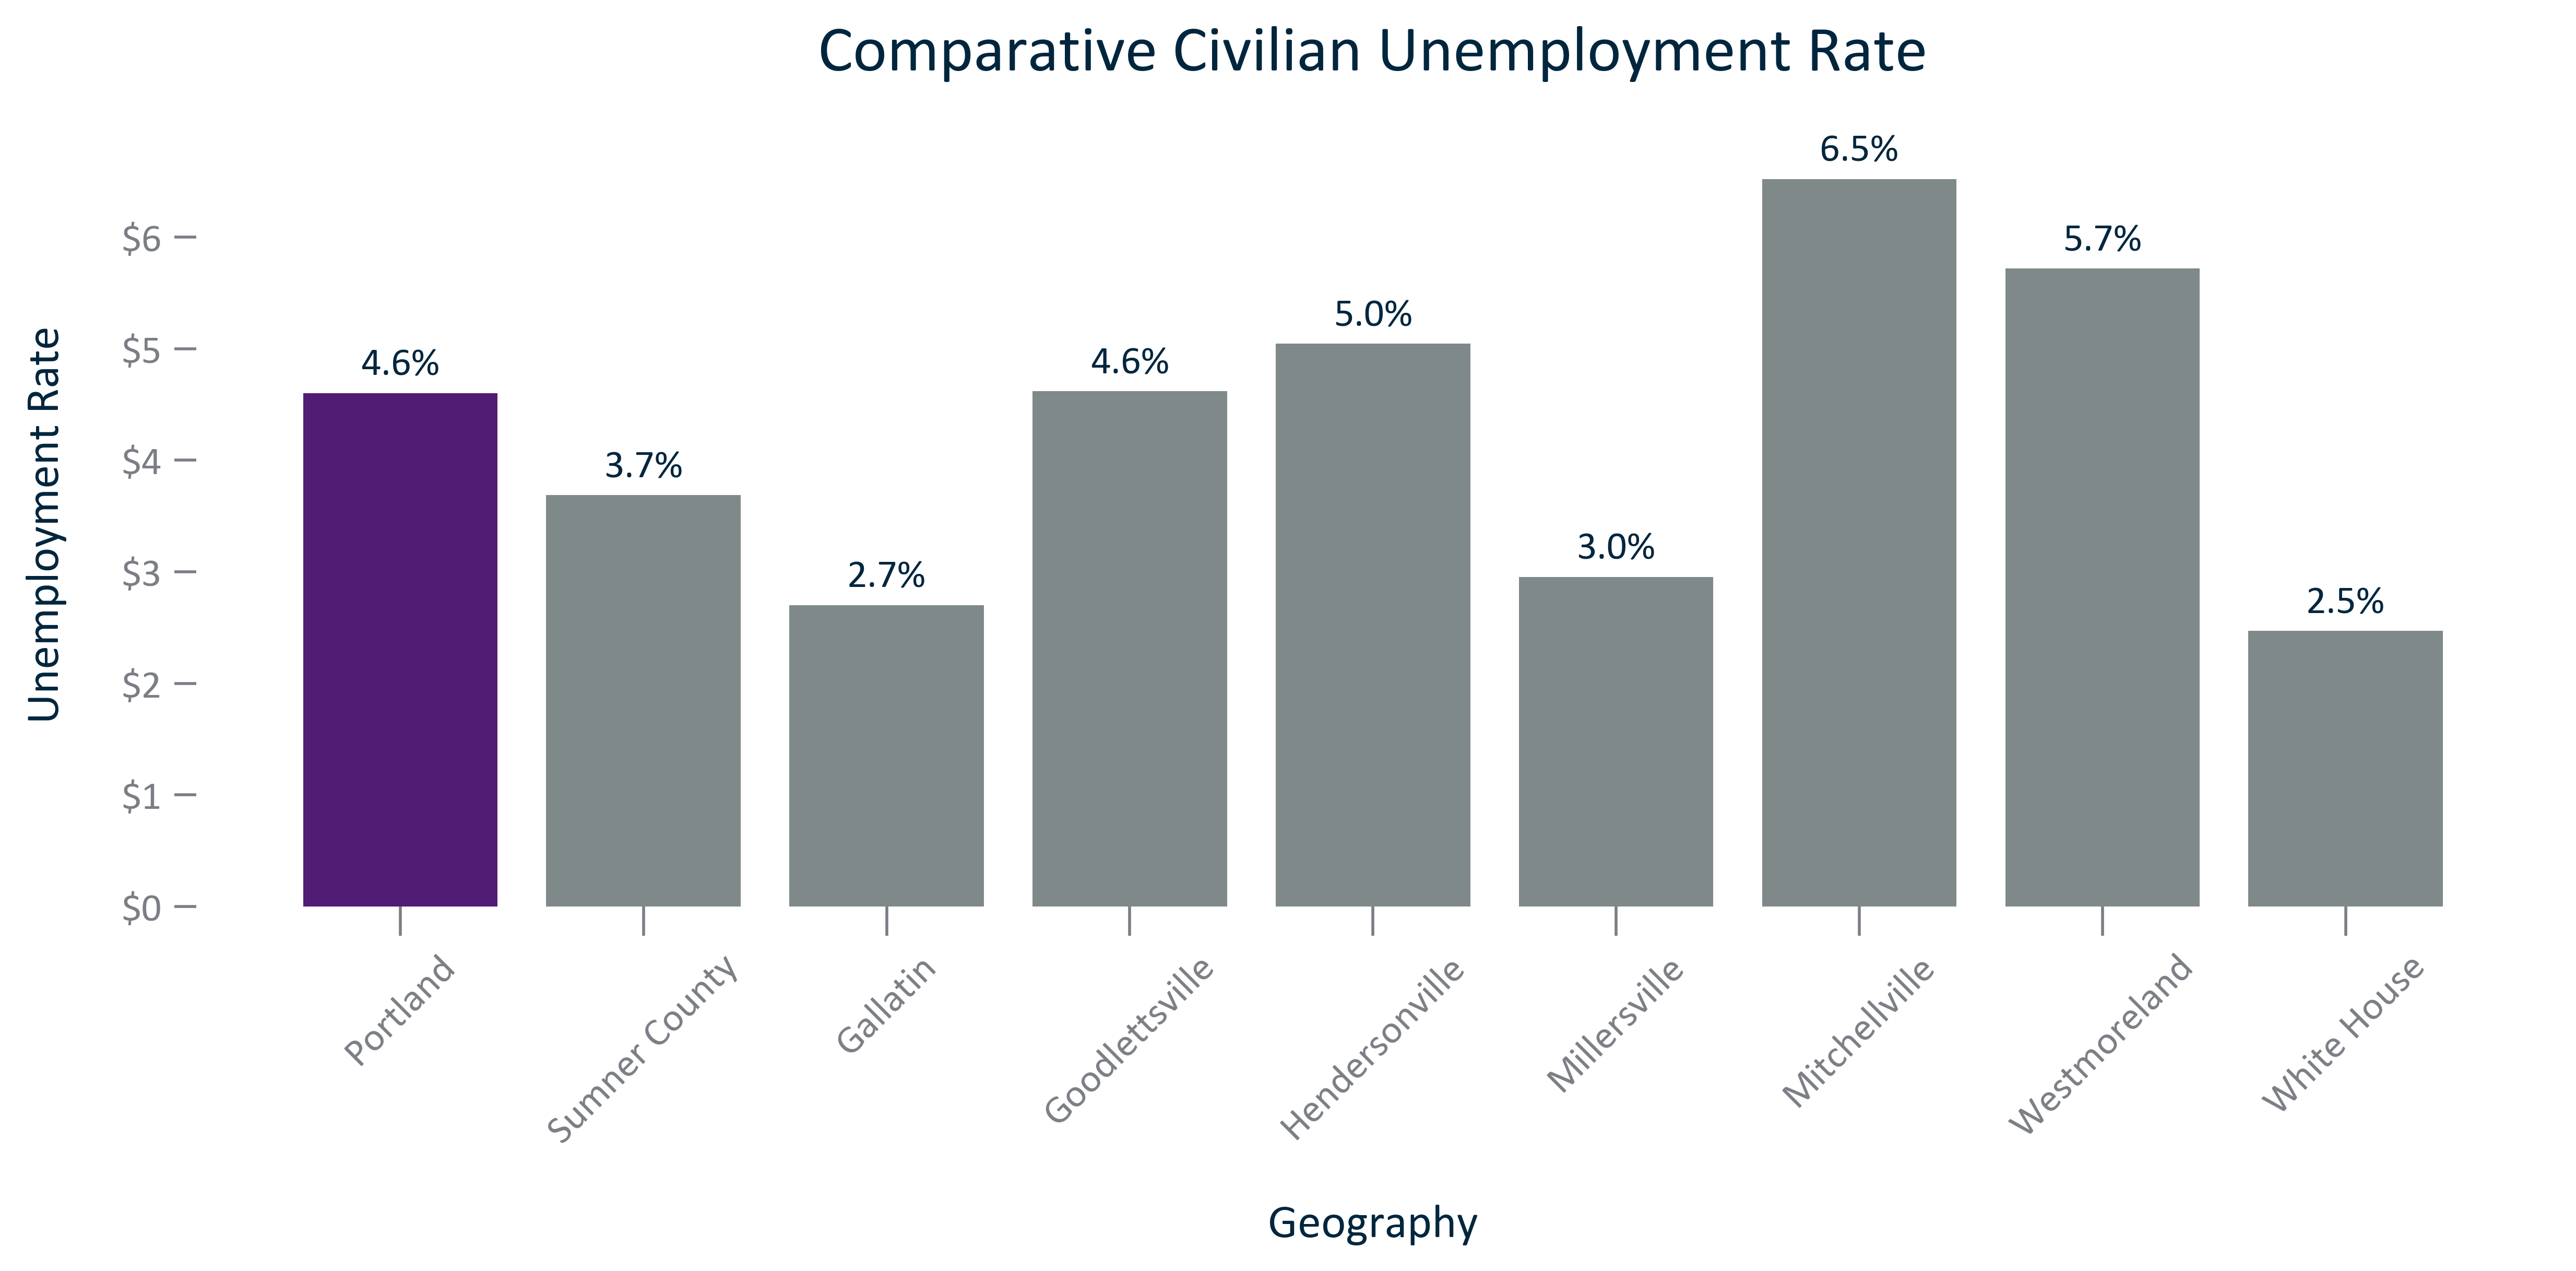 Comparative Civilian Unemployment Rate
Unemployment Rate
$6
$5
$4
$3
$2
$1
$0
4.6%
3.7%
2.7%
4.6%
5.0%
3.0%
6.5%
5.7%
2.5%
Portland
Sumner County
Gallatin
Goodlettsville
Hendersonville
Millersville
Mitchellville
Westmoreland
White House
Geography